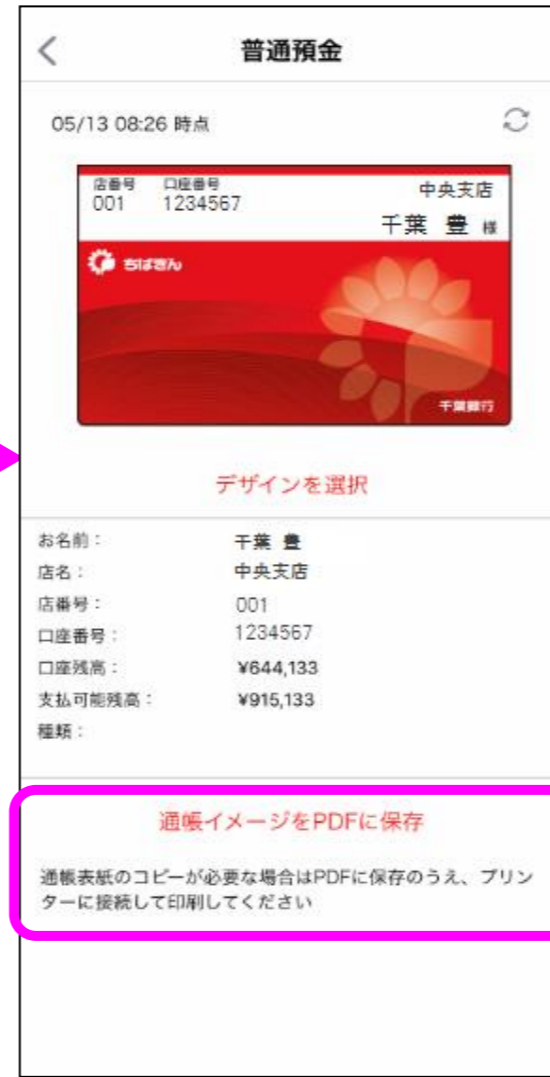 普通預金
05/13 08:26 時点
店番号 口座番号 中央支店
001 1234567
千葉 豊 様
ちばぎん
千葉銀行
デザインを選択
お名前： 千葉 豊
店名： 中央支店
店番号： 001
口座番号： 1234567
口座残高： ¥644,133
支払可能残高： ¥915,133
種類：
通帳イメージをPDFに保存
通帳表紙のコピーが必要な場合はPDFに保存のうえ、プリン
ターに接続して印刷してください